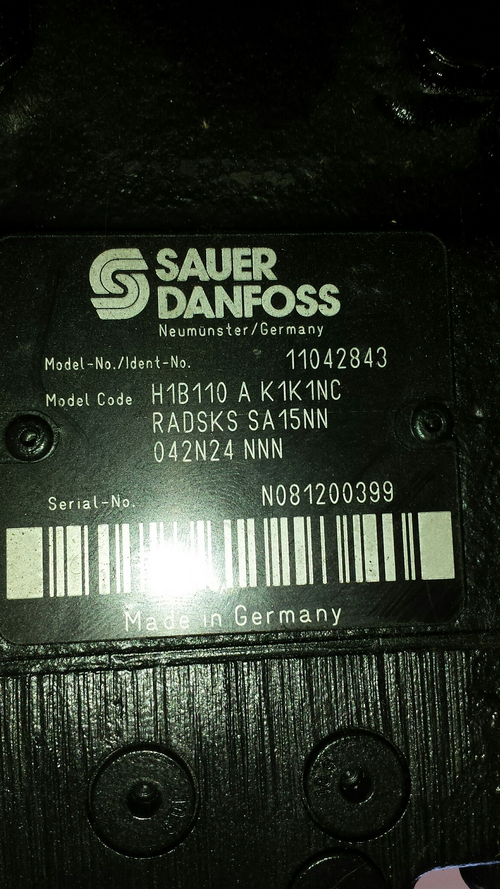 SAUER
DANFOSS
Neumünster/Germany
Model-No./Ident-No. 11042843
Model Code H1B110 A K1K1NC
RADSKS SA15NN
042N24 NNN
Serial-No. N081200399
Made in Germany